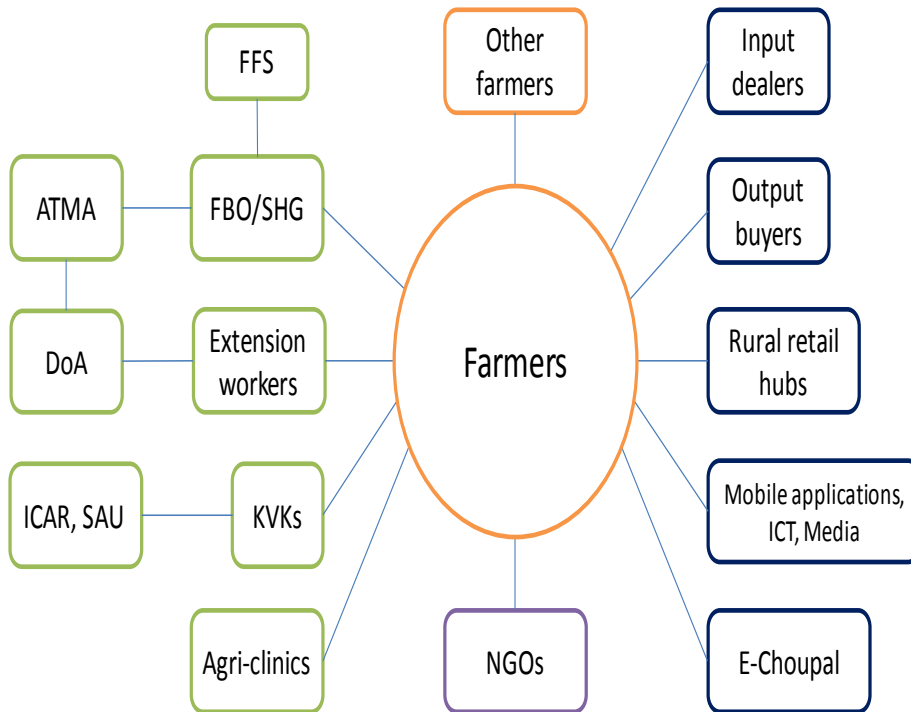 FFS
Other
farmers
Input
dealers
ATMA
FBO/SHG
Output
buyers
DoA
Extension
workers
Farmers
Rural retail
hubs
ICAR, SAU
KVKs
Mobile applications,
ICT, Media
Agri-clinics
NGOs
E-Choupal